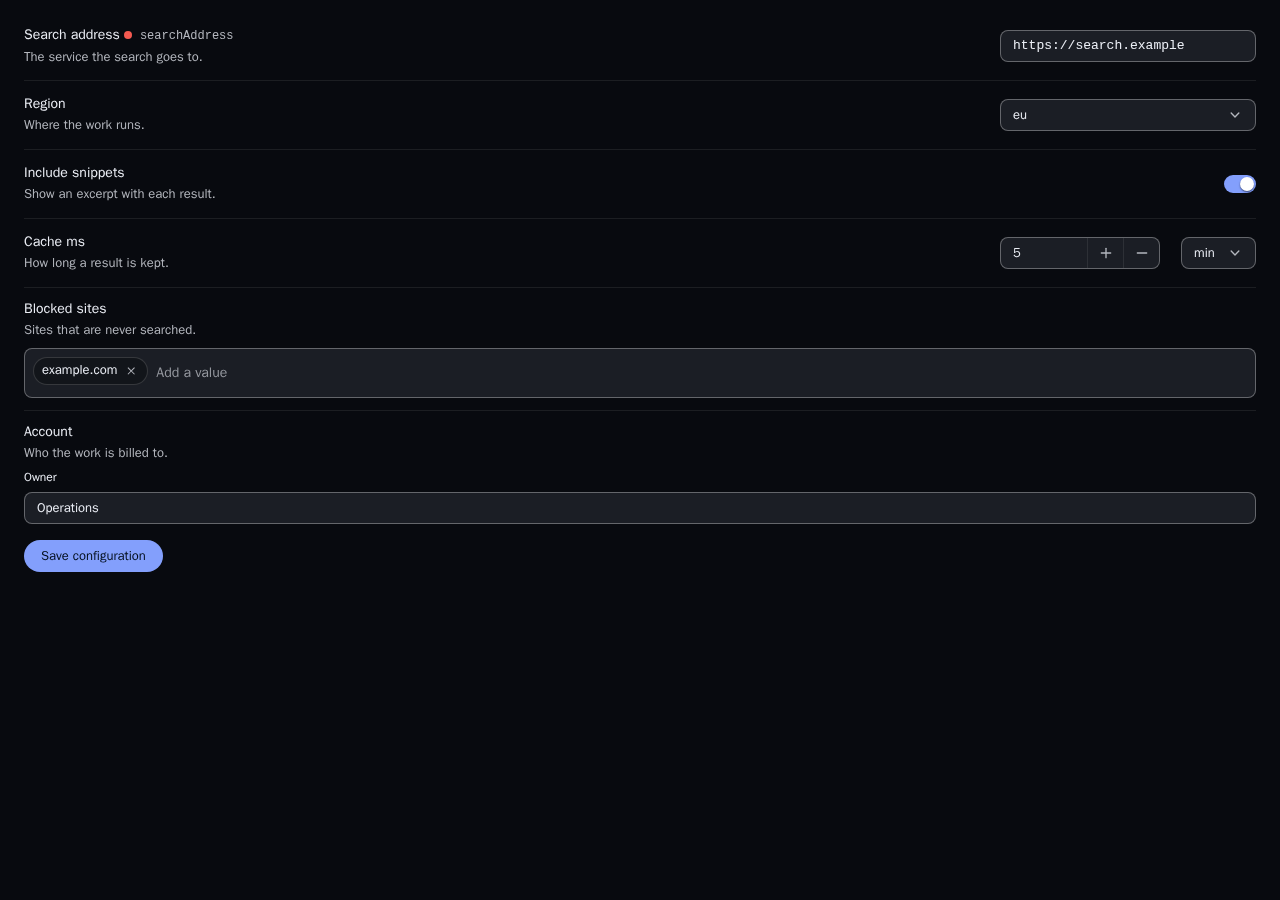 Search address searchAddress
The service the search goes to.
https://search.example
Region
Where the work runs.
eu
Include snippets
Show an excerpt with each result.
Cache ms
How long a result is kept.
5
min
Blocked sites
Sites that are never searched.
example.com
Add a value
Account
Who the work is billed to.
Owner
Operations
Save configuration